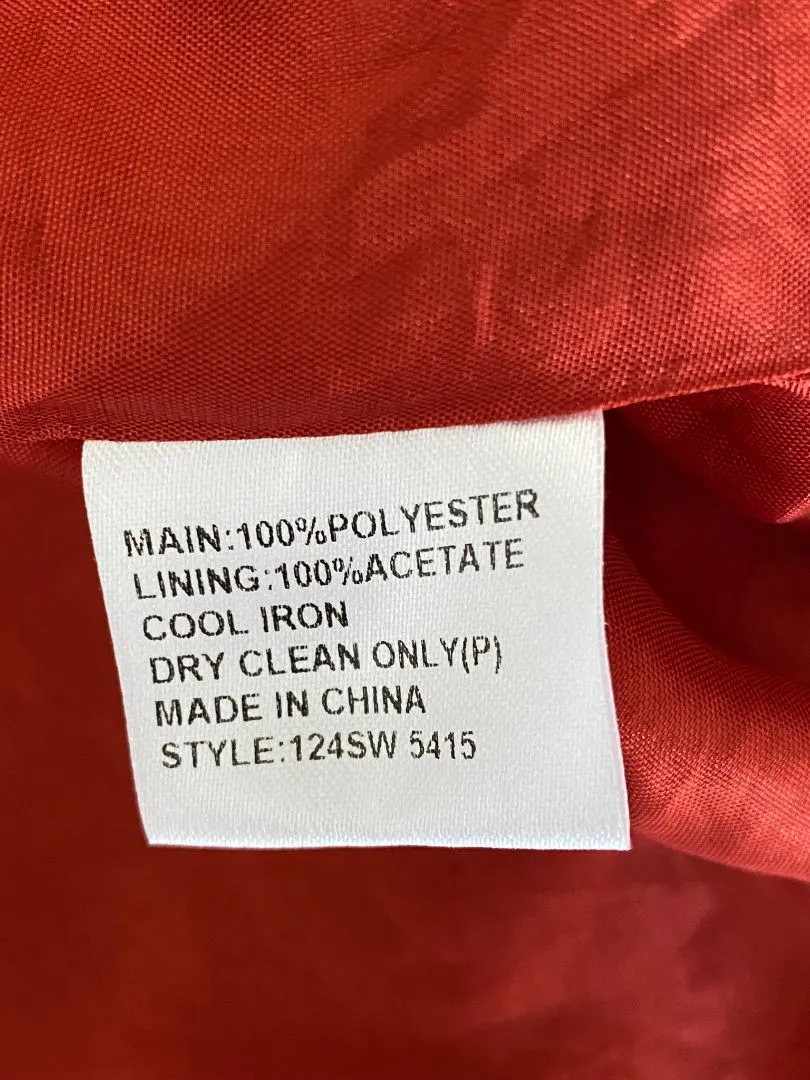 MAIN:100%POLYESTER
LINING:100%ACETATE
COOL IRON
DRY CLEAN ONLY(P)
MADE IN CHINA
STYLE:124SW 5415